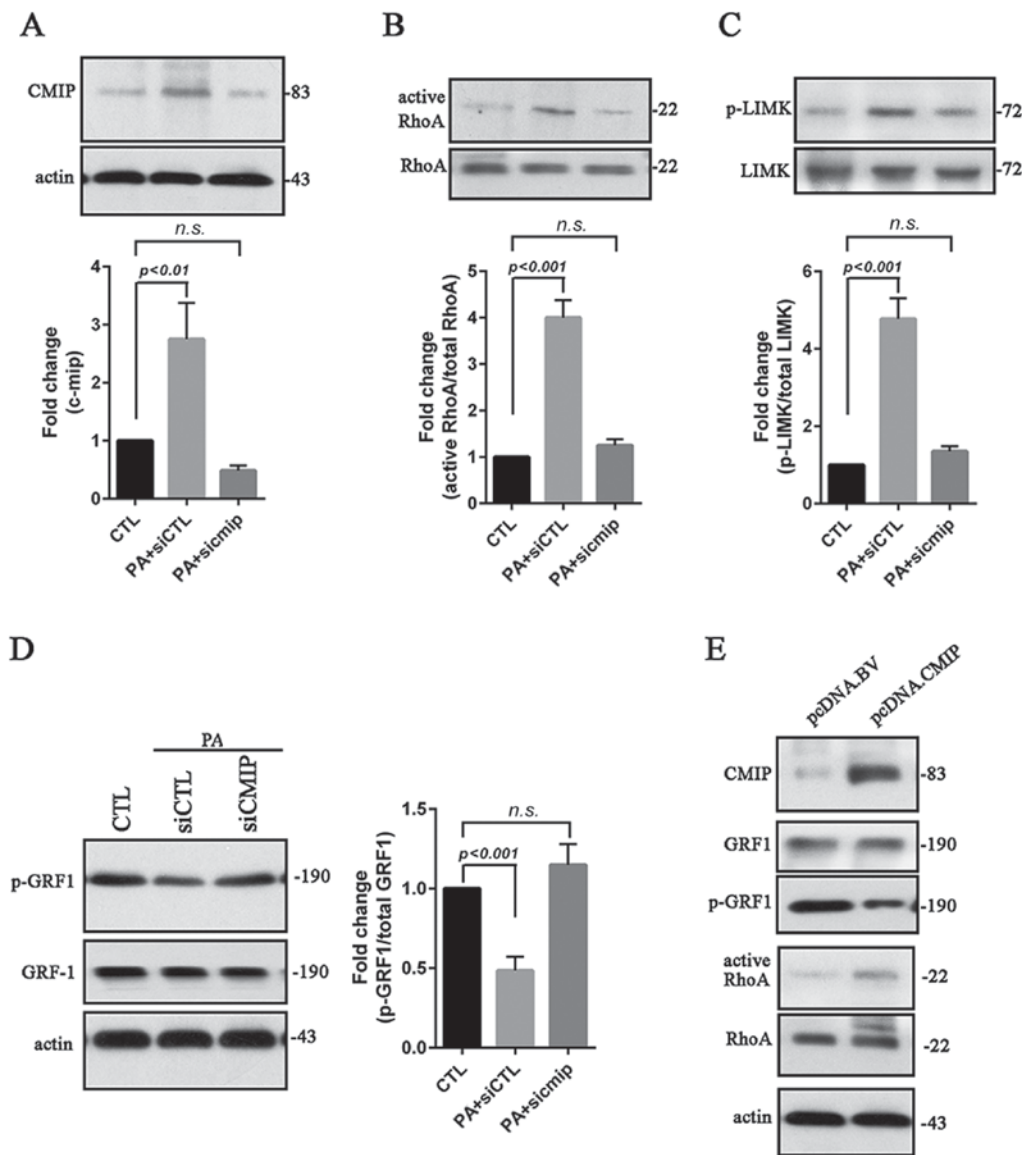 A
CMIP
-83
actin
-43
n.s.
p<0.01
Fold change
(c-mip)
4
3
2
1
0
CTL
PA+siCTL
PA+sicmip
B
active
RhoA
-22
RhoA
-22
n.s.
p<0.001
Fold change
(active RhoA/total RhoA)
5
4
3
2
1
0
CTL
PA+siCTL
PA+sicmip
C
p-LIMK
-72
LIMK
-72
n.s.
p<0.001
Fold change
(p-LIMK/total LIMK)
6
4
2
0
CTL
PA+siCTL
PA+sicmip
D
PA
CTL
siCTL
siCMIP
p-GRF1
-190
GRF-1
-190
actin
-43
n.s.
p<0.001
Fold change
(p-GRF1/total GRF1)
1.5
1.0
0.5
0.0
CTL
PA+siCTL
PA+sicmip
E
pcDNA.BV
pcDNA.CMIP
CMIP
-83
GRF1
-190
p-GRF1
-190
active
RhoA
-22
RhoA
-22
actin
-43